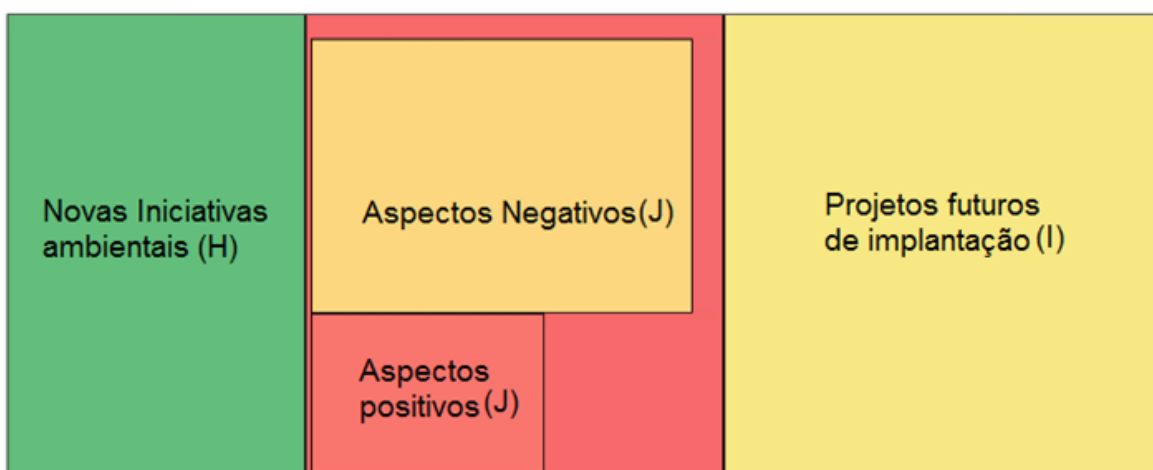 Novas Iniciativas
ambientais (H)
Aspectos Negativos (J)
Aspectos
positivos (J)
Projetos futuros
de implantação (I)